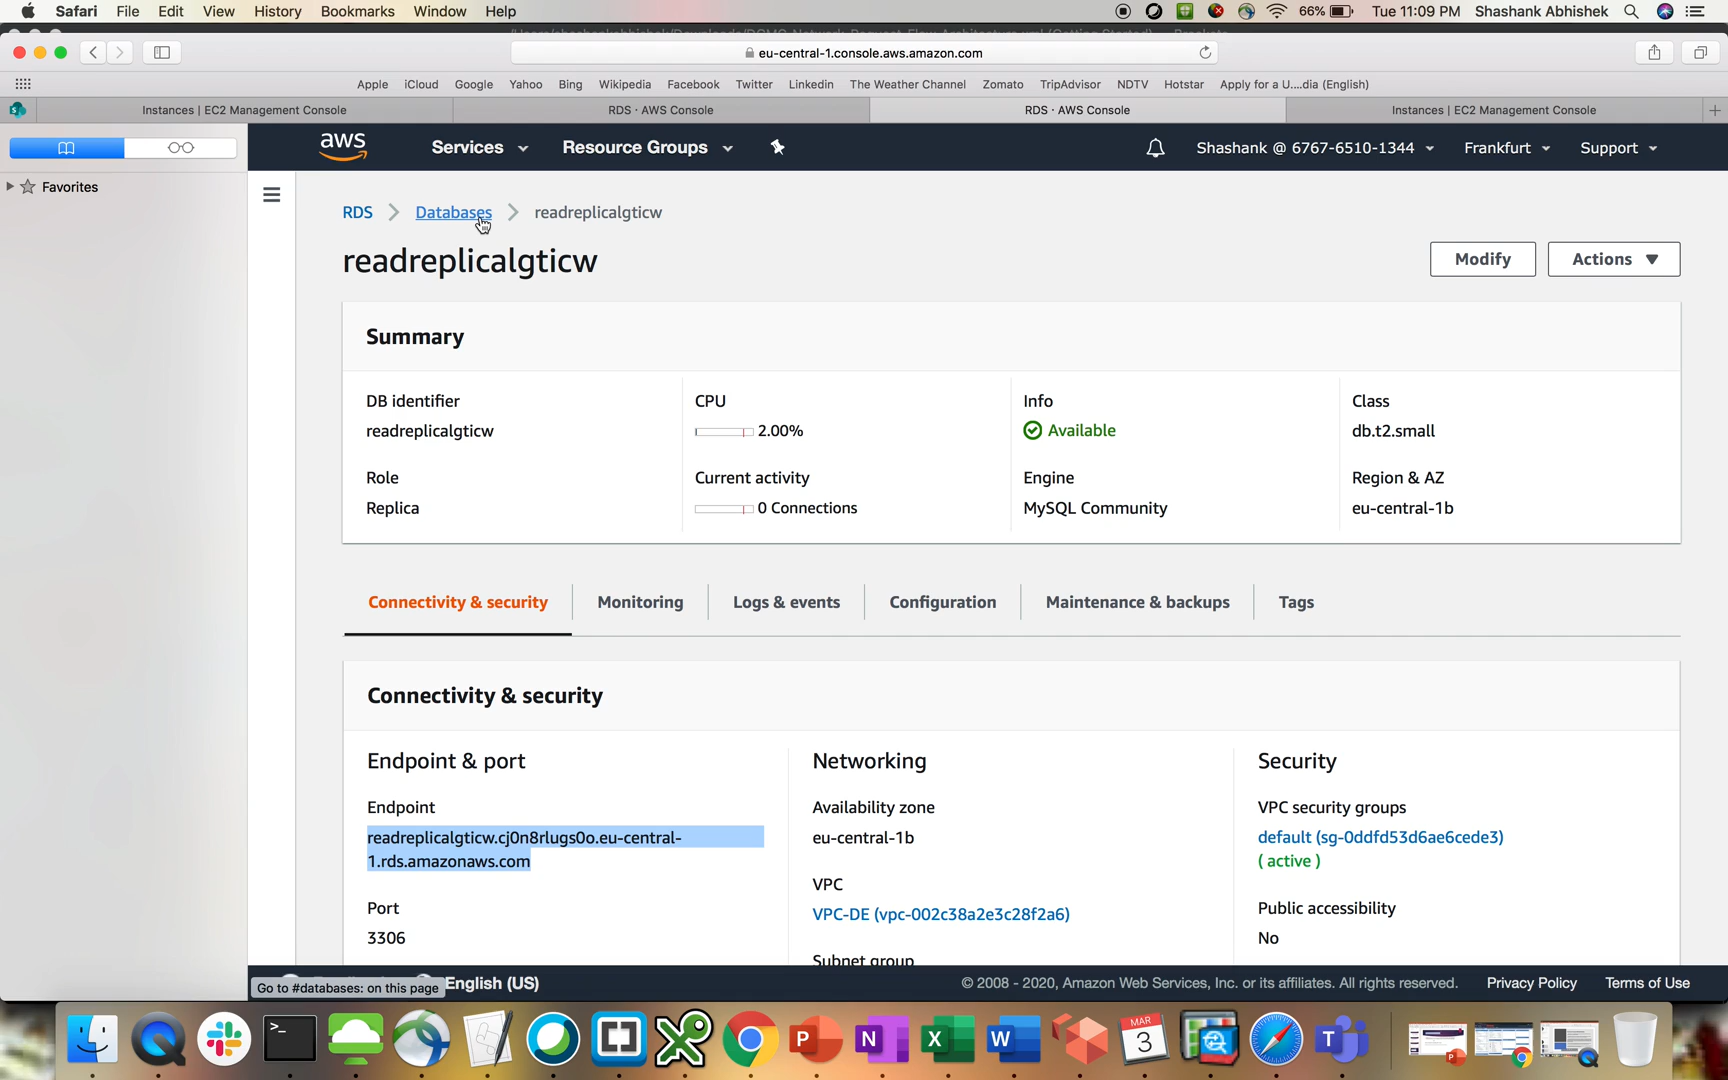 Safari File Edit View History Bookmarks Window Help 66% Tue 11:09 PM Shashank Abhishek
eu-central-1.console.aws.amazon.com
Apple iCloud Google Yahoo Bing Wikipedia Facebook Twitter Linkedin The Weather Channel Zomato TripAdvisor NDTV Hotstar Apply for a U....dia (English)
Instances | EC2 Management Console RDS · AWS Console RDS · AWS Console Instances | EC2 Management Console
aws Services Resource Groups Shashank @ 6767-6510-1344 Frankfurt Support
Favorites
RDS Databases readreplicalgticw
readreplicalgticw
Modify Actions
Summary
DB identifier CPU Info Class
readreplicalgticw 2.00% Available db.t2.small
Role Current activity Engine Region & AZ
Replica 0 Connections MySQL Community eu-central-1b
Connectivity & security Monitoring Logs & events Configuration Maintenance & backups Tags
Connectivity & security
Endpoint & port Networking Security
Endpoint Availability zone VPC security groups
readreplicalgticw.cj0n8rlugs0o.eu-central- eu-central-1b default (sg-0ddfd53d6ae6cede3)
1.rds.amazonaws.com ( active )
VPC
Port VPC-DE (vpc-002c38a2e3c28f2a6) Public accessibility
3306 No
Subnet group
Go to #databases: on this page English (US) © 2008 - 2020, Amazon Web Services, Inc. or its affiliates. All rights reserved. Privacy Policy Terms of Use
MAR
3